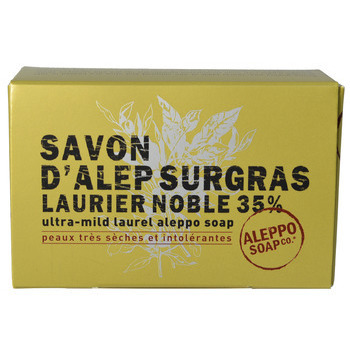 SAVON
D'ALEP SURGRAS
LAURIER NOBLE 35%
ultra-mild laurel aleppo soap
peaux très sèches et intolérantes
ALEPPO
SOAP CO.®